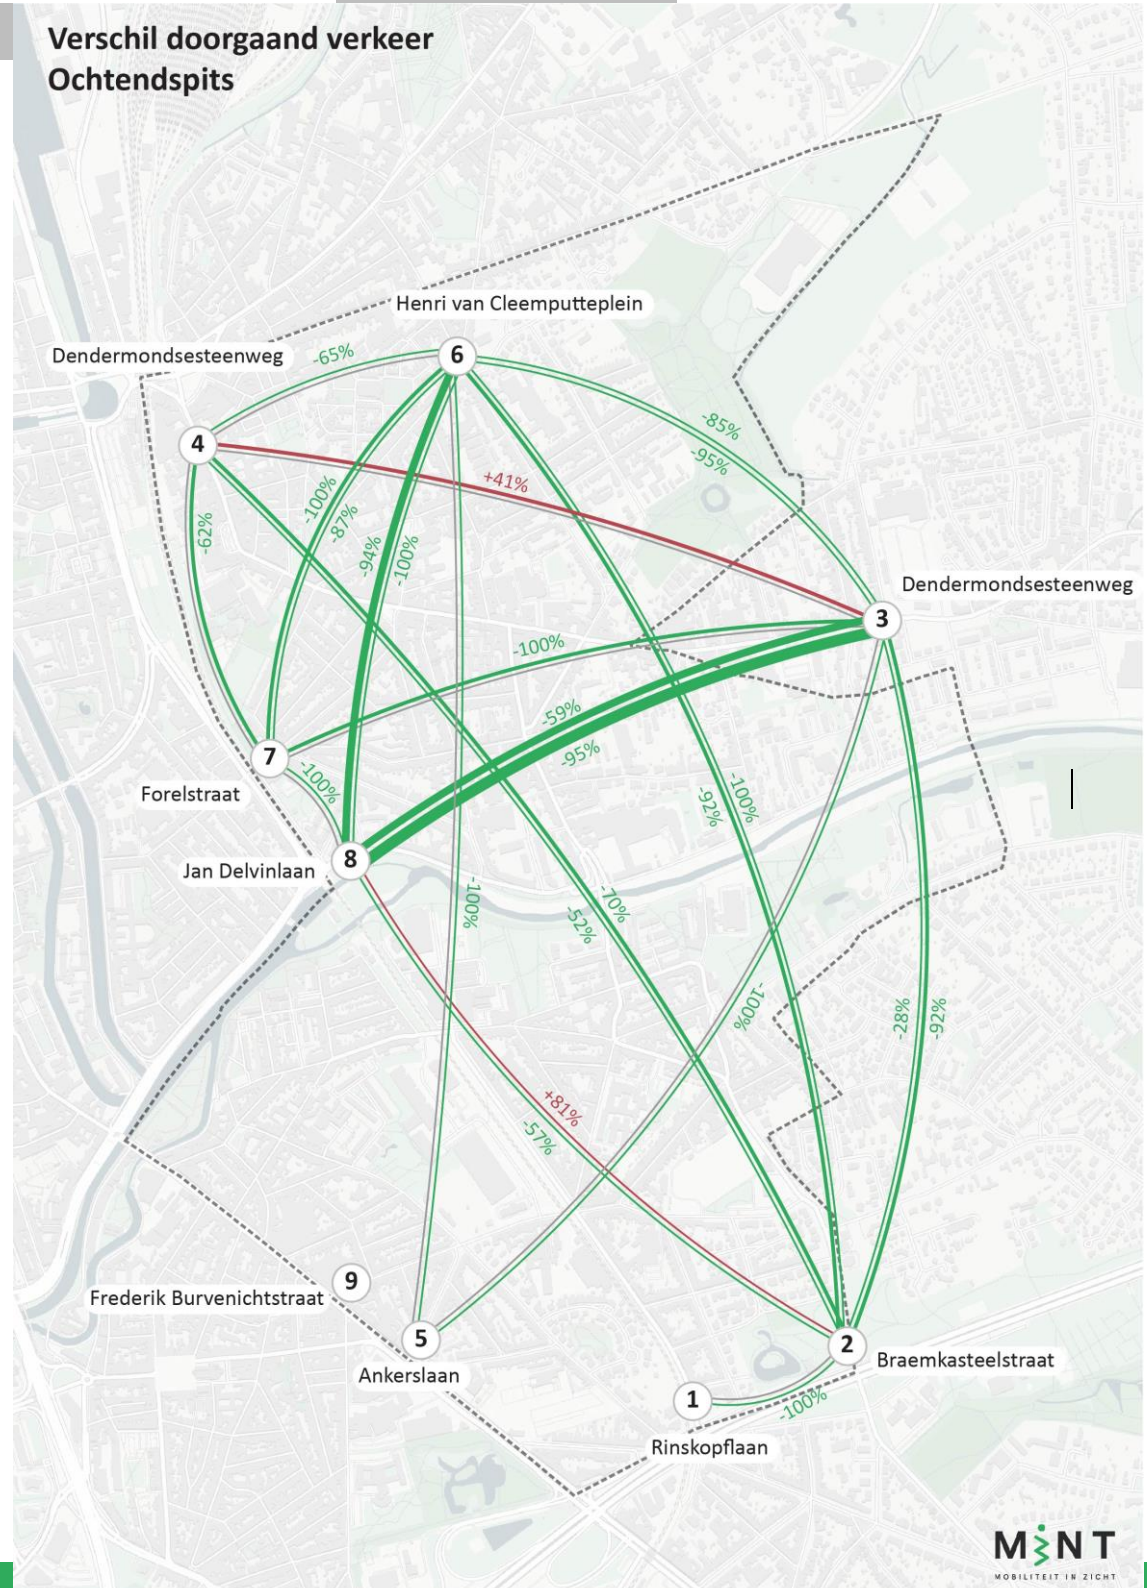 Verschil doorgaand verkeer
Ochtendspits
Henri van Cleemputteplein
Dendermondsesteenweg
-65%
6
4
-85%
-95%
+41%
-100%
-87%
-62%
-94%
-100%
Dendermondsesteenweg
3
-100%
-59%
-95%
7
-100%
Forelstraat
-100%
-92%
8
Jan Delvinlaan
-100%
-70%
-52%
-100%
-28%
-92%
+81%
-57%
9
Frederik Burvenichtstraat
5
Ankerslaan
2
Braemkasteelstraat
1
-100%
Rinskopflaan
MINT
MOBILITEIT IN ZICHT